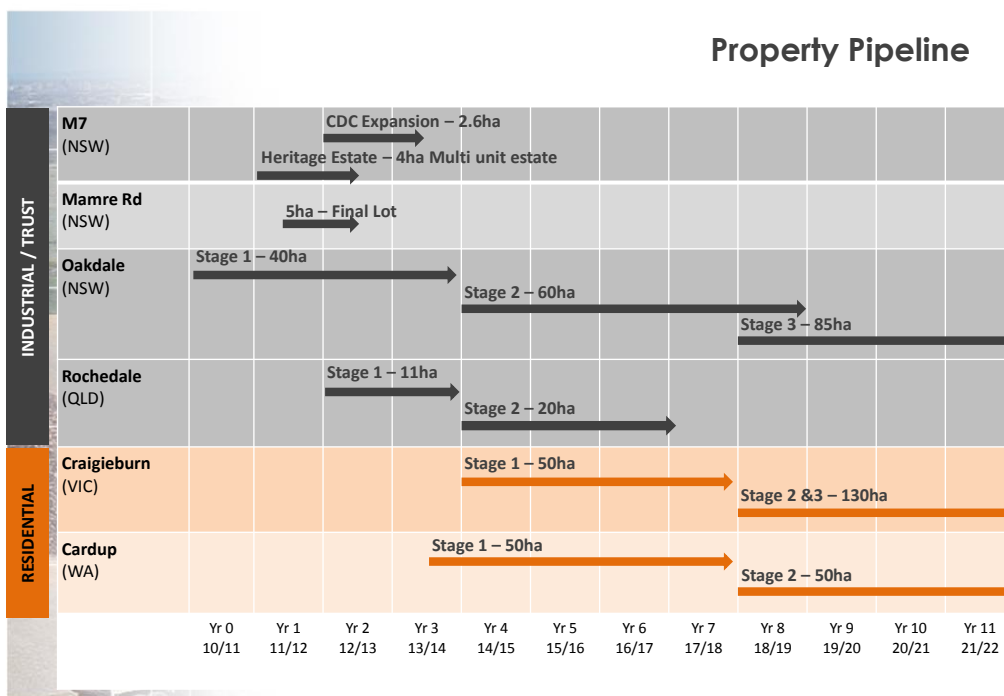 Property Pipeline
INDUSTRIAL / TRUST
M7
(NSW)
CDC Expansion – 2.6ha
Heritage Estate – 4ha Multi unit estate
Mamre Rd
(NSW)
5ha – Final Lot
Oakdale
(NSW)
Stage 1 – 40ha
Stage 2 – 60ha
Stage 3 – 85ha
Rochedale
(QLD)
Stage 1 – 11ha
Stage 2 – 20ha
RESIDENTIAL
Craigieburn
(VIC)
Stage 1 – 50ha
Stage 2 &3 – 130ha
Cardup
(WA)
Stage 1 – 50ha
Stage 2 – 50ha
Yr 0 Yr 1 Yr 2 Yr 3 Yr 4 Yr 5 Yr 6 Yr 7 Yr 8 Yr 9 Yr 10 Yr 11
10/11 11/12 12/13 13/14 14/15 15/16 16/17 17/18 18/19 19/20 20/21 21/22